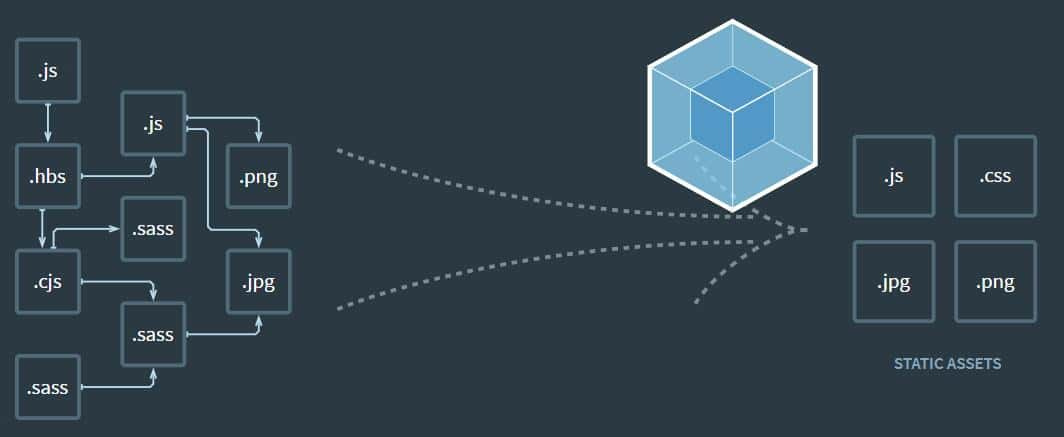 .js
.js
.hbs
.png
.sass
.cjs
.jpg
.sass
.sass
.js
.css
.jpg
.png
STATIC ASSETS